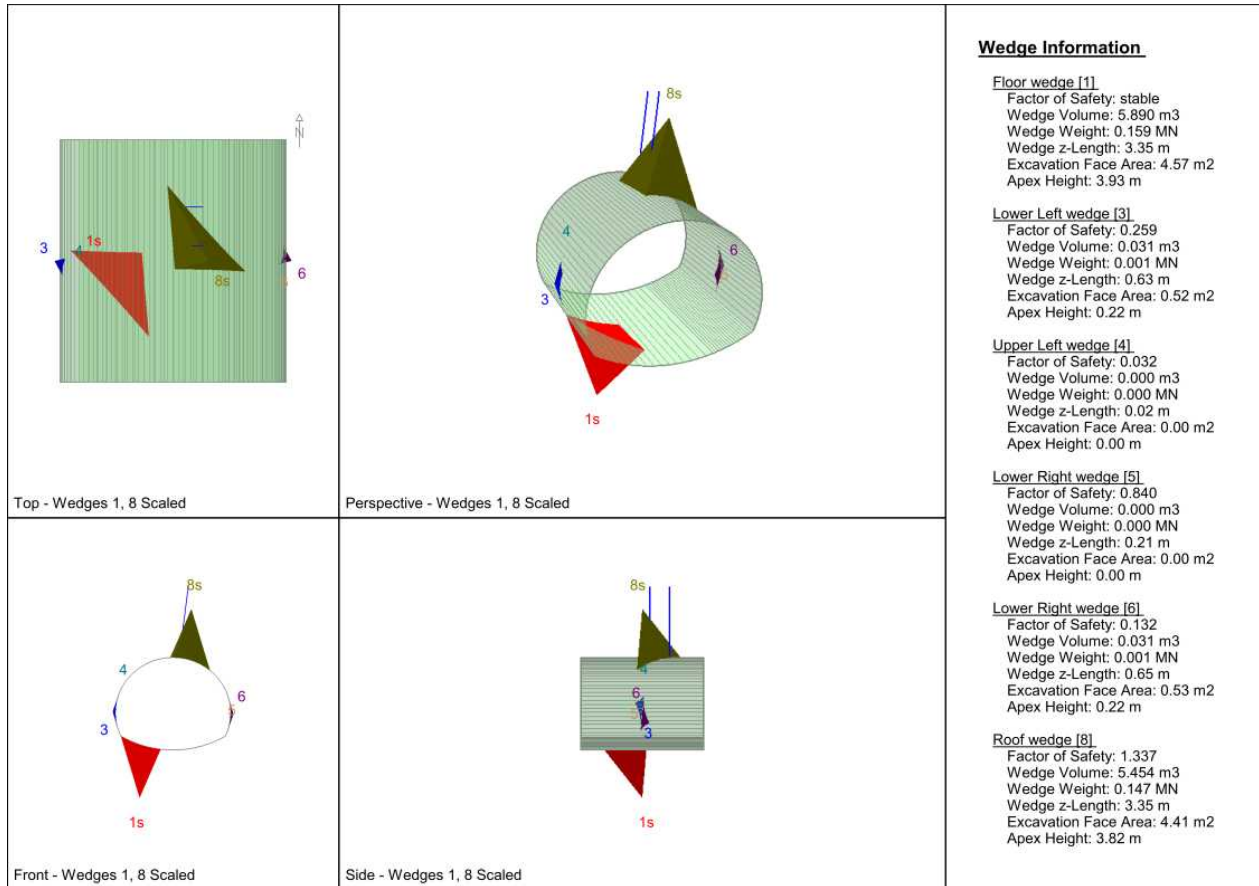 N
3
1s
4
8s
6
5
Top - Wedges 1, 8 Scaled
8s
4
6
3
1s
Perspective - Wedges 1, 8 Scaled
8s
4
6
5
3
1s
Front - Wedges 1, 8 Scaled
8s
4
6
5
3
1s
Side - Wedges 1, 8 Scaled
Wedge Information
Floor wedge [1]
Factor of Safety: stable
Wedge Volume: 5.890 m3
Wedge Weight: 0.159 MN
Wedge z-Length: 3.35 m
Excavation Face Area: 4.57 m2
Apex Height: 3.93 m
Lower Left wedge [3]
Factor of Safety: 0.259
Wedge Volume: 0.031 m3
Wedge Weight: 0.001 MN
Wedge z-Length: 0.63 m
Excavation Face Area: 0.52 m2
Apex Height: 0.22 m
Upper Left wedge [4]
Factor of Safety: 0.032
Wedge Volume: 0.000 m3
Wedge Weight: 0.000 MN
Wedge z-Length: 0.02 m
Excavation Face Area: 0.00 m2
Apex Height: 0.00 m
Lower Right wedge [5]
Factor of Safety: 0.840
Wedge Volume: 0.000 m3
Wedge Weight: 0.000 MN
Wedge z-Length: 0.21 m
Excavation Face Area: 0.00 m2
Apex Height: 0.00 m
Lower Right wedge [6]
Factor of Safety: 0.132
Wedge Volume: 0.031 m3
Wedge Weight: 0.001 MN
Wedge z-Length: 0.65 m
Excavation Face Area: 0.53 m2
Apex Height: 0.22 m
Roof wedge [8]
Factor of Safety: 1.337
Wedge Volume: 5.454 m3
Wedge Weight: 0.147 MN
Wedge z-Length: 3.35 m
Excavation Face Area: 4.41 m2
Apex Height: 3.82 m